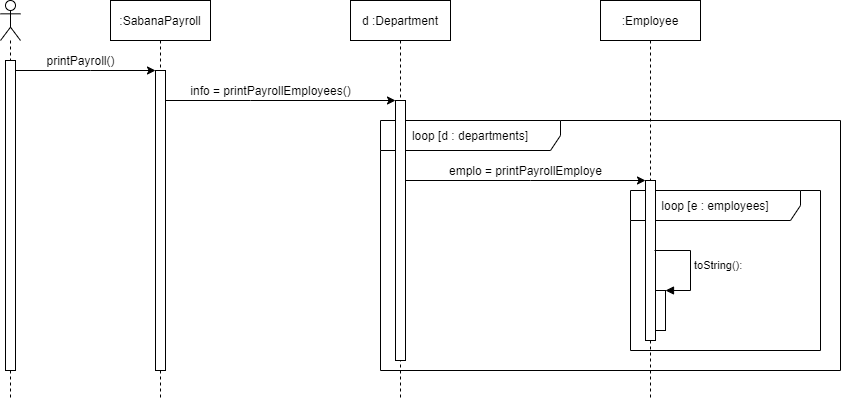 :SabanaPayroll
d :Department
:Employee
printPayroll()
info = printPayrollEmployees()
loop [d : departments]
emplo = printPayrollEmploye
loop [e : employees]
toString():